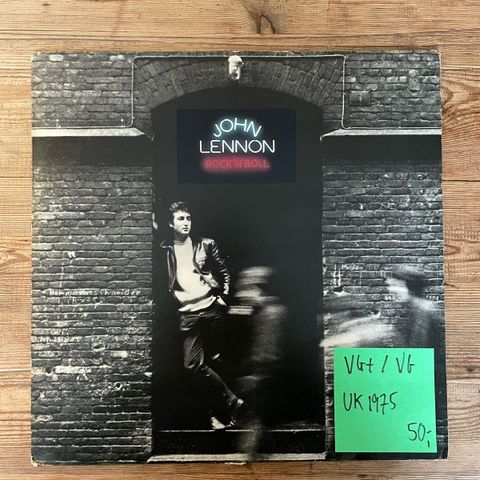 JOHN
LENNON
ROCK'N'ROLL
VG+ / VG
UK 1975
50,-